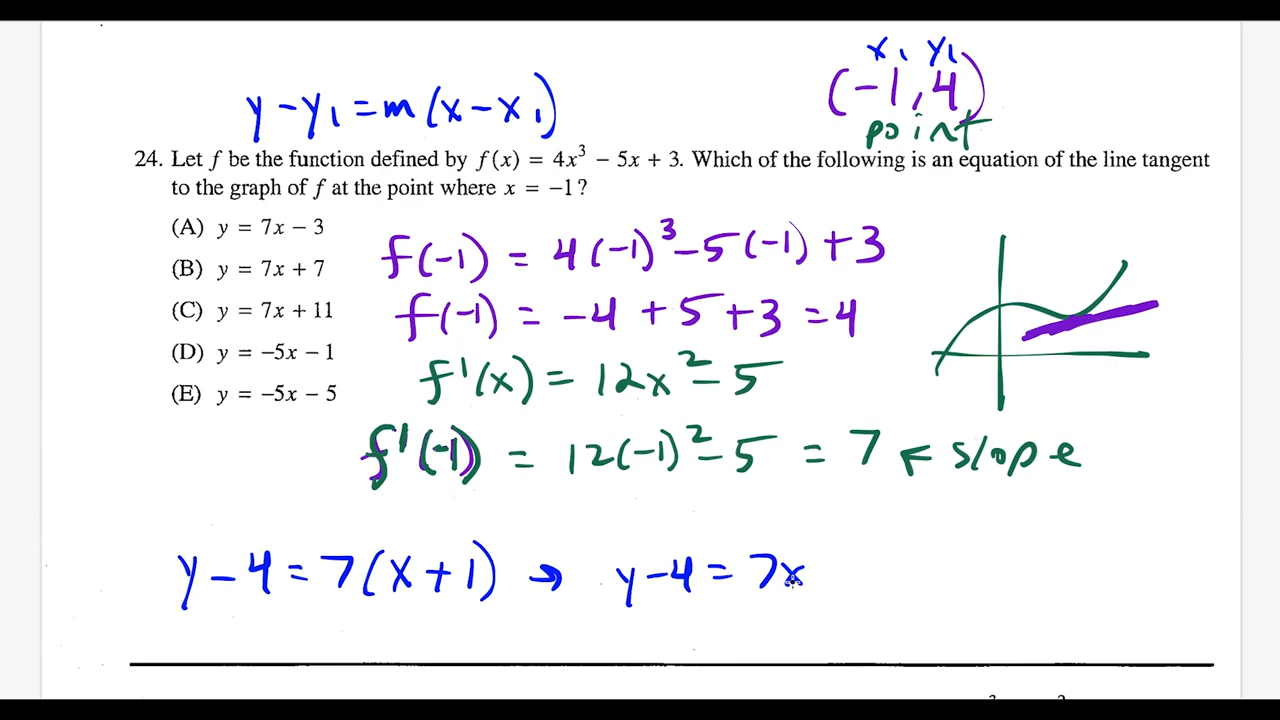 x₁ y₁
y-y₁=m(x-x₁)
(-1,4)
point
24. Let f be the function defined by f(x) = 4x³ − 5x + 3. Which of the following is an equation of the line tangent
to the graph of f at the point where x = −1?
(A) y = 7x − 3
(B) y = 7x + 7
(C) y = 7x + 11
(D) y = −5x − 1
(E) y = −5x − 5
f(-1) = 4(-1)³-5(-1)+3
f(-1) = -4+5+3=4
f'(x) = 12x²-5
f'(-1) = 12(-1)²-5 = 7 ← slope
y-4=7(x+1) → y-4=7x